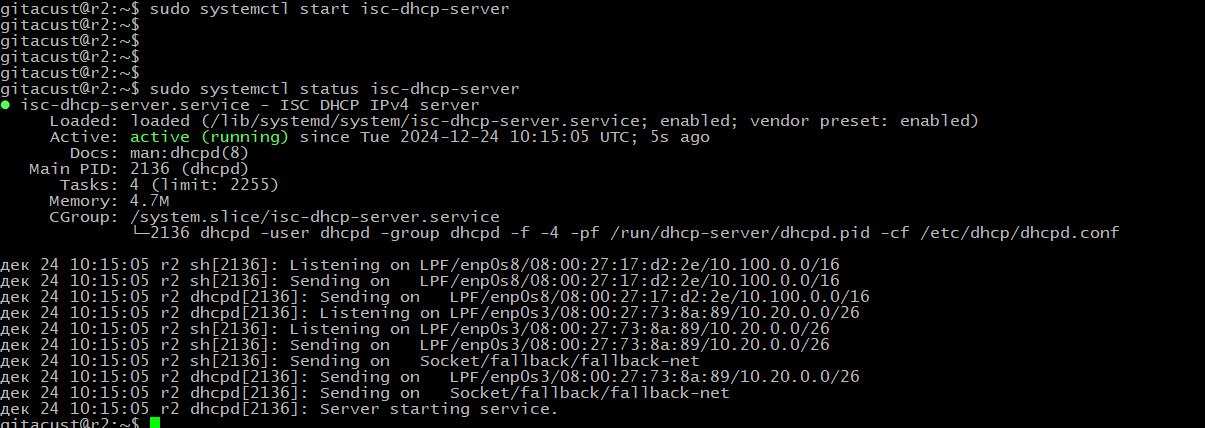 gitacust@r2:~$ sudo systemctl start isc-dhcp-server
gitacust@r2:~$
gitacust@r2:~$
gitacust@r2:~$
gitacust@r2:~$
gitacust@r2:~$ sudo systemctl status isc-dhcp-server
● isc-dhcp-server.service - ISC DHCP IPv4 server
     Loaded: loaded (/lib/systemd/system/isc-dhcp-server.service; enabled; vendor preset: enabled)
     Active: active (running) since Tue 2024-12-24 10:15:05 UTC; 5s ago
       Docs: man:dhcpd(8)
   Main PID: 2136 (dhcpd)
      Tasks: 4 (limit: 2255)
     Memory: 4.7M
     CGroup: /system.slice/isc-dhcp-server.service
             └─2136 dhcpd -user dhcpd -group dhcpd -f -4 -pf /run/dhcp-server/dhcpd.pid -cf /etc/dhcp/dhcpd.conf

дек 24 10:15:05 r2 sh[2136]: Listening on LPF/enp0s8/08:00:27:17:d2:2e/10.100.0.0/16
дек 24 10:15:05 r2 sh[2136]: Sending on   LPF/enp0s8/08:00:27:17:d2:2e/10.100.0.0/16
дек 24 10:15:05 r2 dhcpd[2136]: Sending on   LPF/enp0s8/08:00:27:17:d2:2e/10.100.0.0/16
дек 24 10:15:05 r2 dhcpd[2136]: Listening on LPF/enp0s3/08:00:27:73:8a:89/10.20.0.0/26
дек 24 10:15:05 r2 sh[2136]: Listening on LPF/enp0s3/08:00:27:73:8a:89/10.20.0.0/26
дек 24 10:15:05 r2 sh[2136]: Sending on   LPF/enp0s3/08:00:27:73:8a:89/10.20.0.0/26
дек 24 10:15:05 r2 sh[2136]: Sending on   Socket/fallback/fallback-net
дек 24 10:15:05 r2 dhcpd[2136]: Sending on   LPF/enp0s3/08:00:27:73:8a:89/10.20.0.0/26
дек 24 10:15:05 r2 dhcpd[2136]: Sending on   Socket/fallback/fallback-net
дек 24 10:15:05 r2 dhcpd[2136]: Server starting service.
gitacust@r2:~$